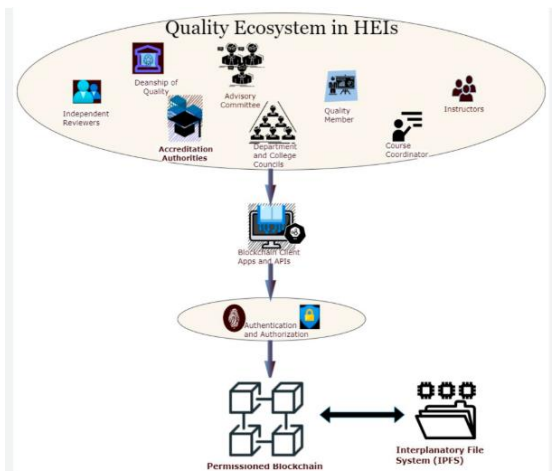 Quality Ecosystem in HEIs
Deanship of
Quality
Advisory
Committee
Independent
Reviewers
Accreditation
Authorities
Department
and College
Councils
Quality
Member
Instructors
Course
Coordinator
Blockchain Client
Apps and APIs
Authentication
and Authorization
Permissioned Blockchain
Interplanatory File
System (IPFS)